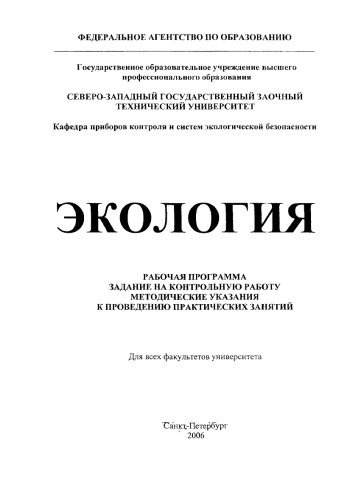 ФЕДЕРАЛЬНОЕ АГЕНТСТВО ПО ОБРАЗОВАНИЮ
Государственное образовательное учреждение высшего
профессионального образования
СЕВЕРО-ЗАПАДНЫЙ ГОСУДАРСТВЕННЫЙ ЗАОЧНЫЙ
ТЕХНИЧЕСКИЙ УНИВЕРСИТЕТ
Кафедра приборов контроля и систем экологической безопасности
ЭКОЛОГИЯ
РАБОЧАЯ ПРОГРАММА
ЗАДАНИЕ НА КОНТРОЛЬНУЮ РАБОТУ
МЕТОДИЧЕСКИЕ УКАЗАНИЯ
К ПРОВЕДЕНИЮ ПРАКТИЧЕСКИХ ЗАНЯТИЙ
Для всех факультетов университета
Санкт-Петербург
2006